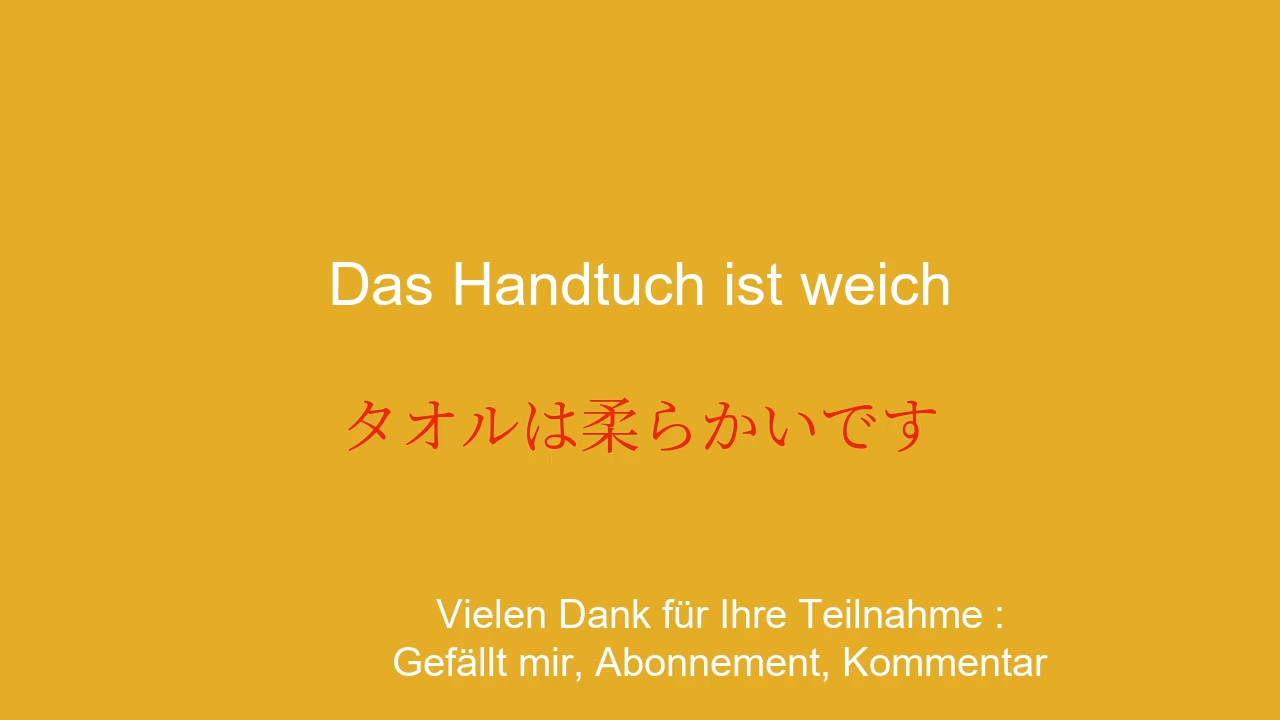 Das Handtuch ist weich
タオルは柔らかいです
Vielen Dank für Ihre Teilnahme :
Gefällt mir, Abonnement, Kommentar